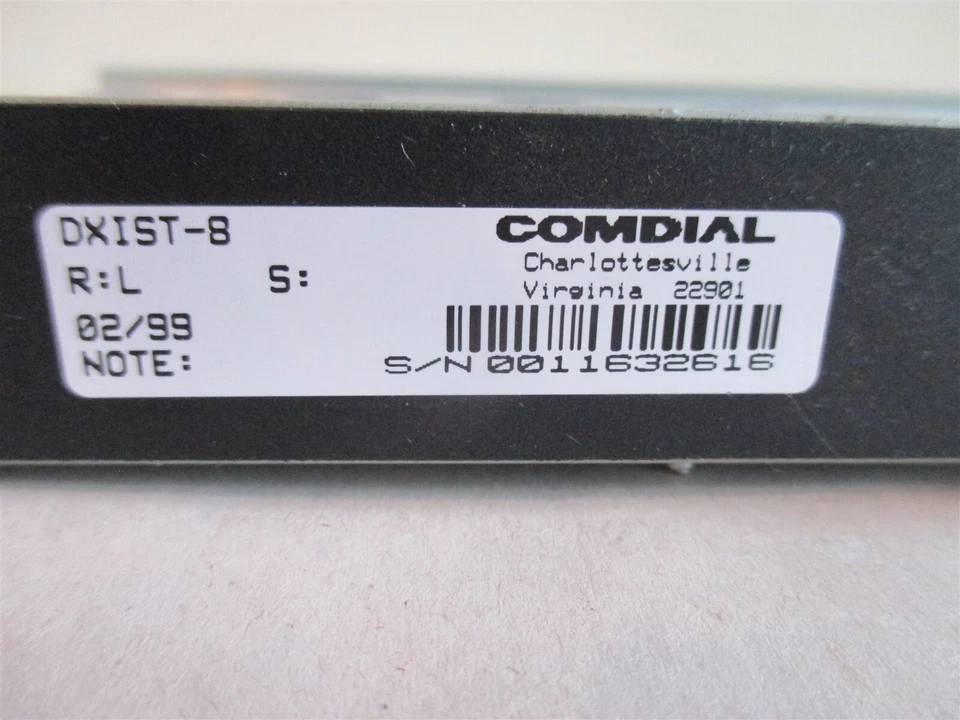 DXIST-8
R:L S:
02/99
NOTE:
COMDIAL
Charlottesville
Virginia 22901
S/N 0011632616